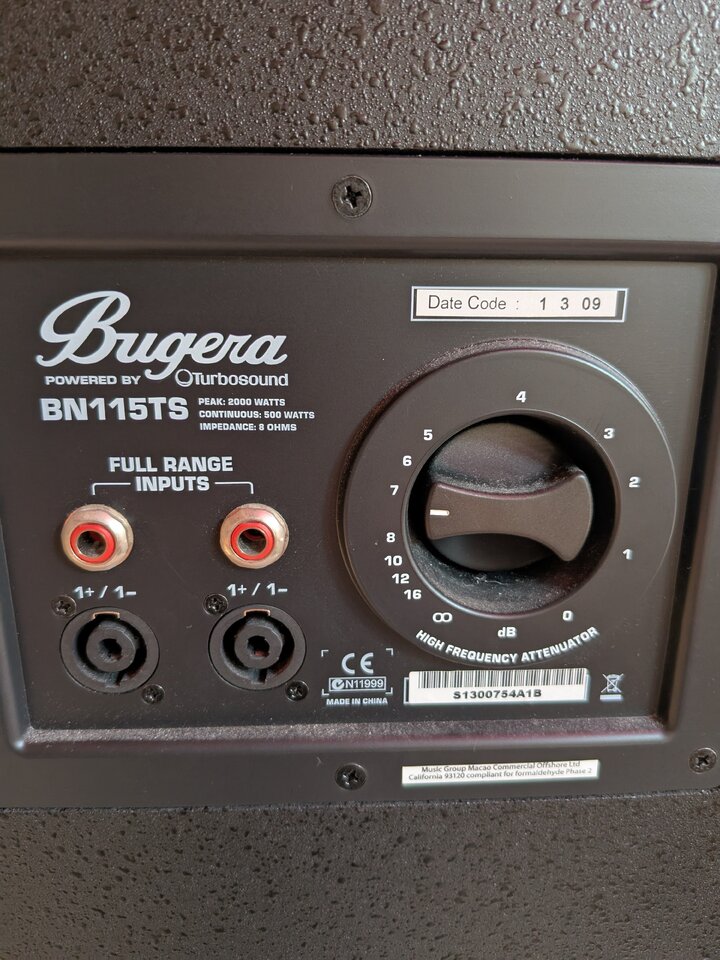 Date Code : 1 3 09
Bugera
POWERED BY Turbosound
BN115TS
PEAK: 2000 WATTS
CONTINUOUS: 500 WATTS
IMPEDANCE: 8 OHMS
FULL RANGE
INPUTS
1+ / 1- 1+ / 1-
4
5 3
6 2
7
8 1
10
12
16
∞ 0
dB
HIGH FREQUENCY ATTENUATOR
CE
N11999
MADE IN CHINA
S1300754A1B
Music Group Macao Commercial Offshore Ltd
California 93120 compliant for formaldehyde Phase 2